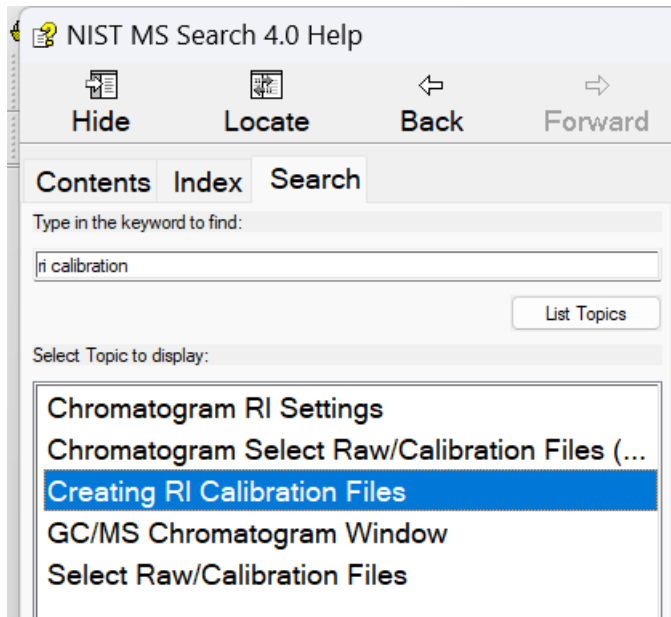 NIST MS Search 4.0 Help
Hide Locate Back Forward
Contents Index Search
Type in the keyword to find:
ri calibration
List Topics
Select Topic to display:
Chromatogram RI Settings
Chromatogram Select Raw/Calibration Files (...
Creating RI Calibration Files
GC/MS Chromatogram Window
Select Raw/Calibration Files